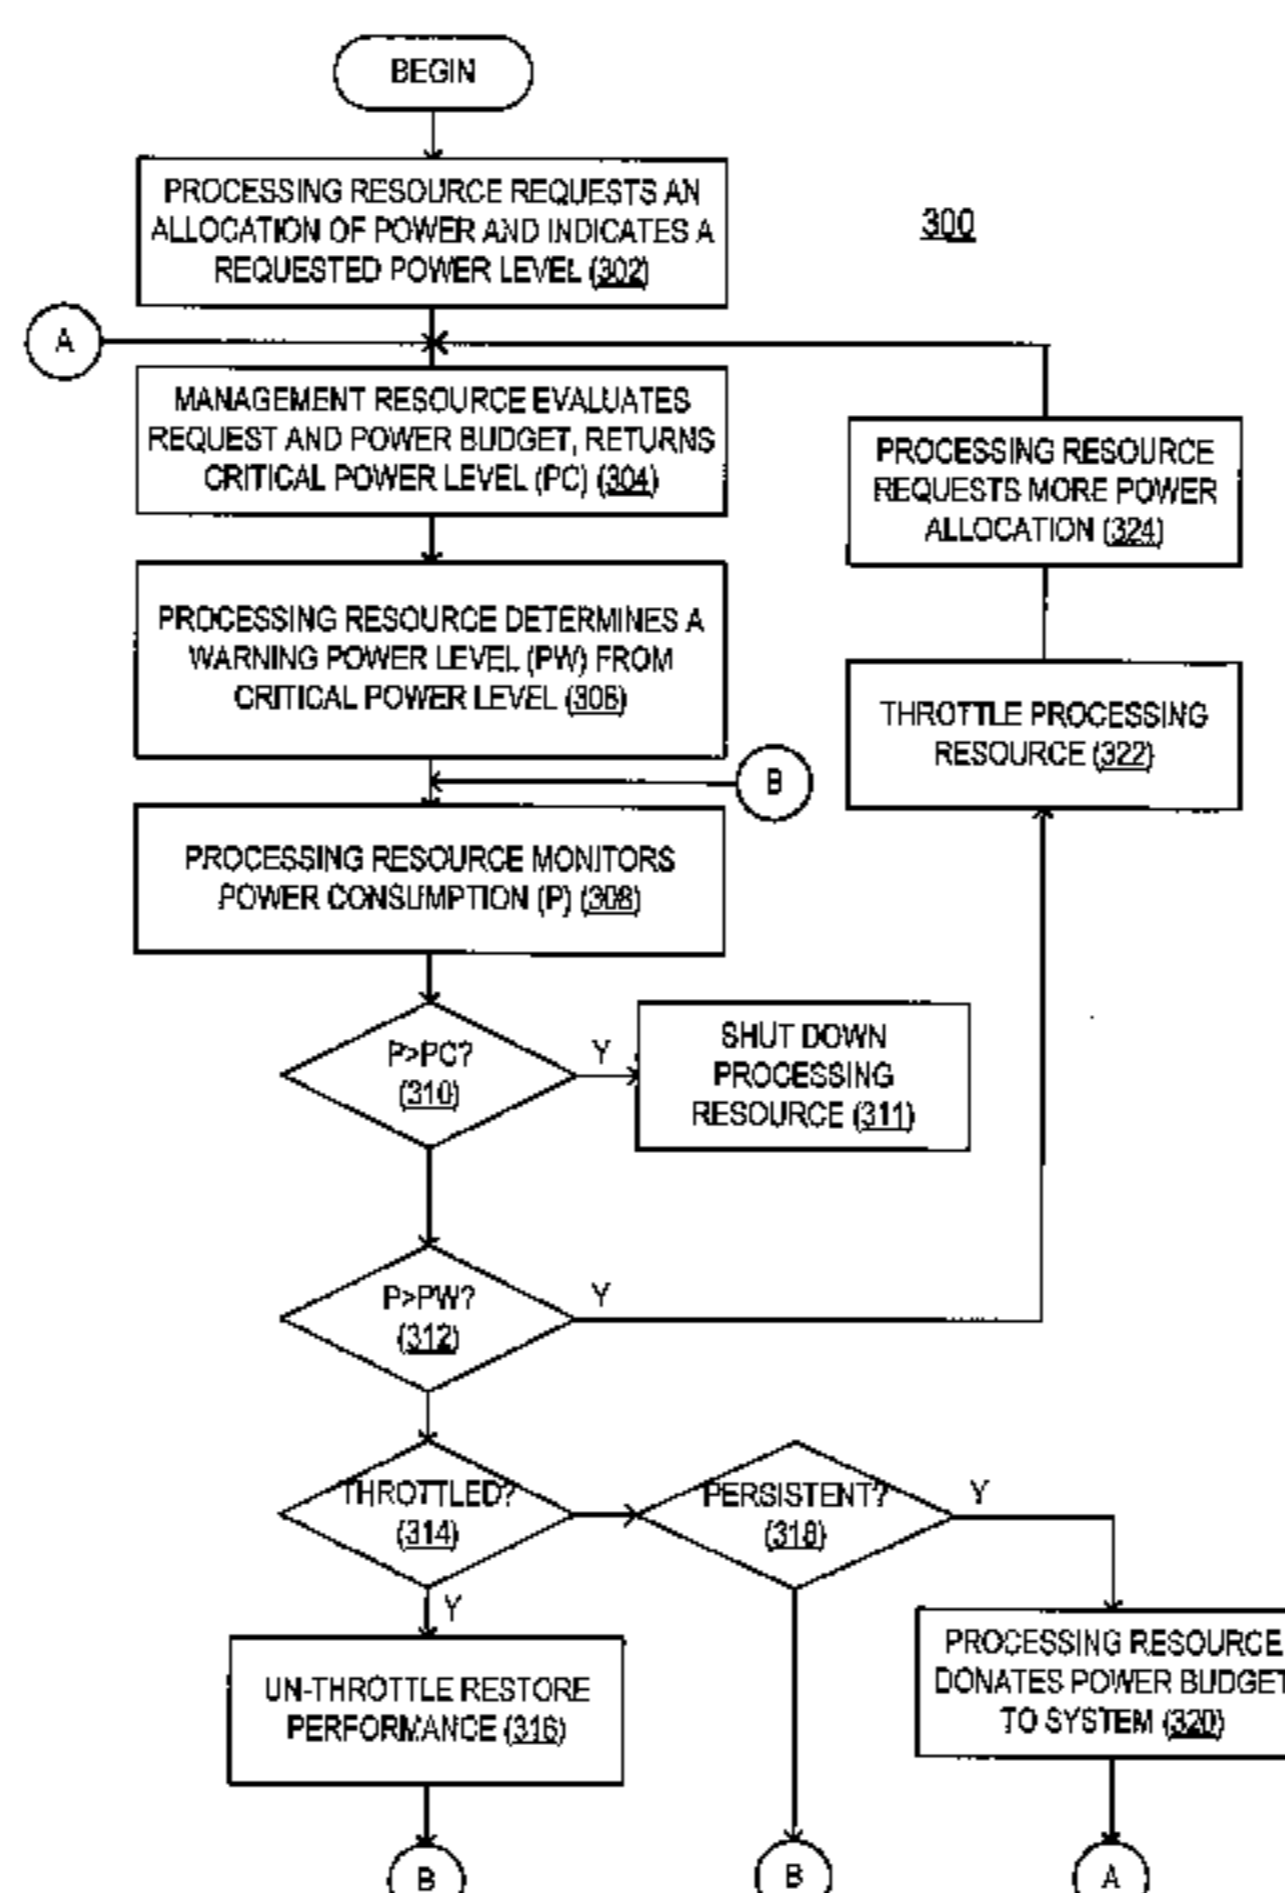 BEGIN
PROCESSING RESOURCE REQUESTS AN
ALLOCATION OF POWER AND INDICATES A
REQUESTED POWER LEVEL (302)
300
A
MANAGEMENT RESOURCE EVALUATES
REQUEST AND POWER BUDGET, RETURNS
CRITICAL POWER LEVEL (PC) (304)
PROCESSING RESOURCE
REQUESTS MORE POWER
ALLOCATION (324)
PROCESSING RESOURCE DETERMINES A
WARNING POWER LEVEL (PW) FROM
CRITICAL POWER LEVEL (306)
THROTTLE PROCESSING
RESOURCE (322)
B
PROCESSING RESOURCE MONITORS
POWER CONSUMPTION (P) (308)
P>PC?
(310)
Y
SHUT DOWN
PROCESSING
RESOURCE (311)
P>PW?
(312)
Y
THROTTLED?
(314)
PERSISTENT?
(318)
Y
Y
UN-THROTTLE RESTORE
PERFORMANCE (316)
PROCESSING RESOURCE
DONATES POWER BUDGET
TO SYSTEM (320)
B
B
A